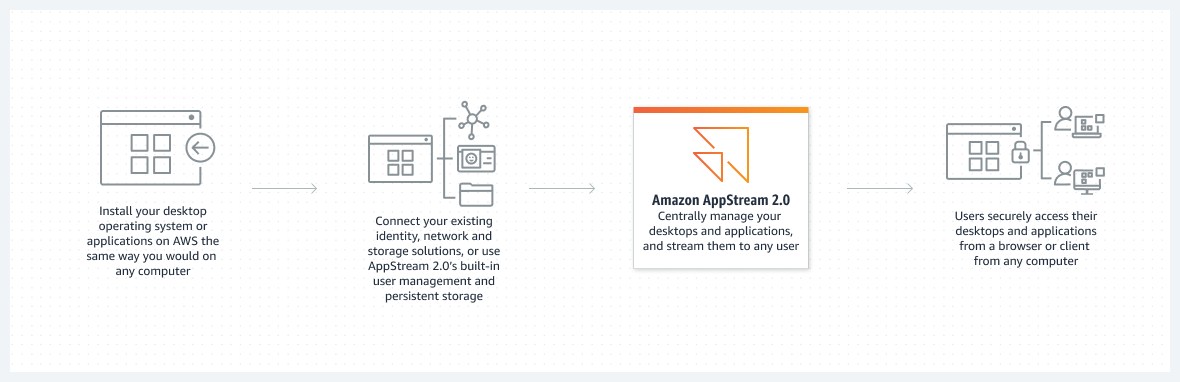 Install your desktop
operating system or
applications on AWS the
same way you would on
any computer
Connect your existing
identity, network and
storage solutions, or use
AppStream 2.0's built-in
user management and
persistent storage
Amazon AppStream 2.0
Centrally manage your
desktops and applications,
and stream them to any user
Users securely access their
desktops and applications
from a browser or client
from any computer